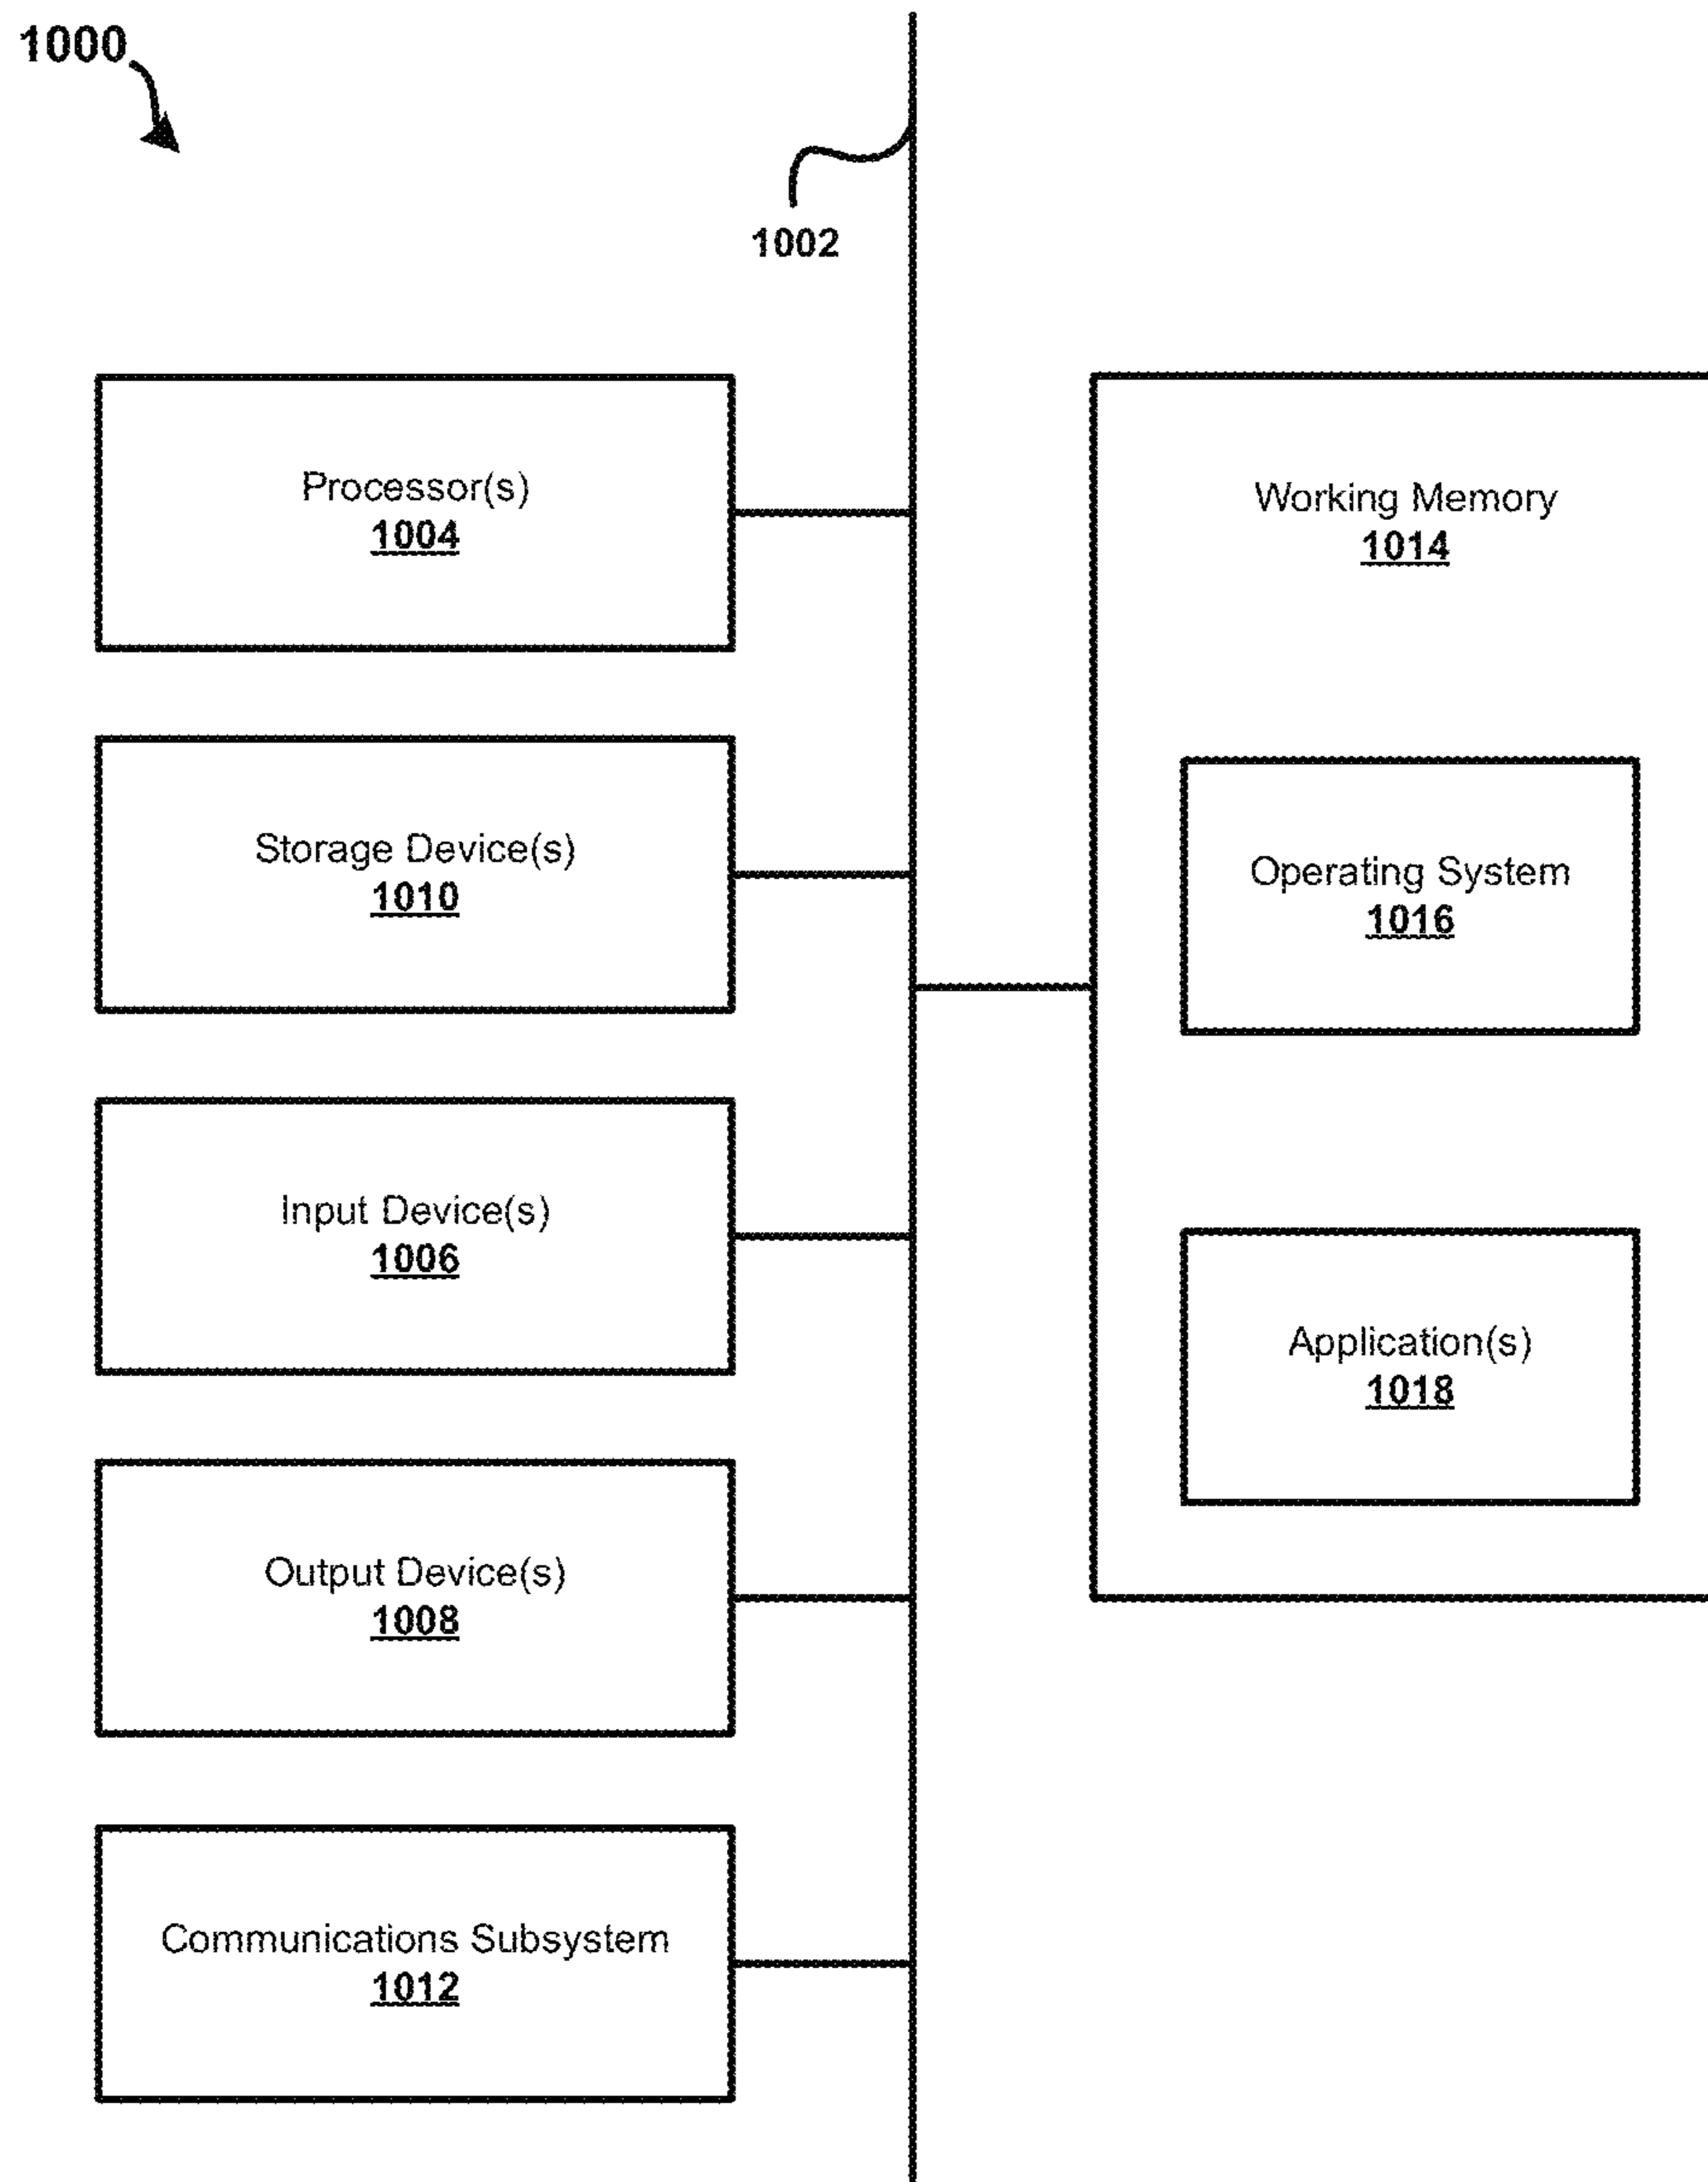 1000
1002
Processor(s)
1004
Storage Device(s)
1010
Input Device(s)
1006
Output Device(s)
1008
Communications Subsystem
1012
Working Memory
1014
Operating System
1016
Application(s)
1018